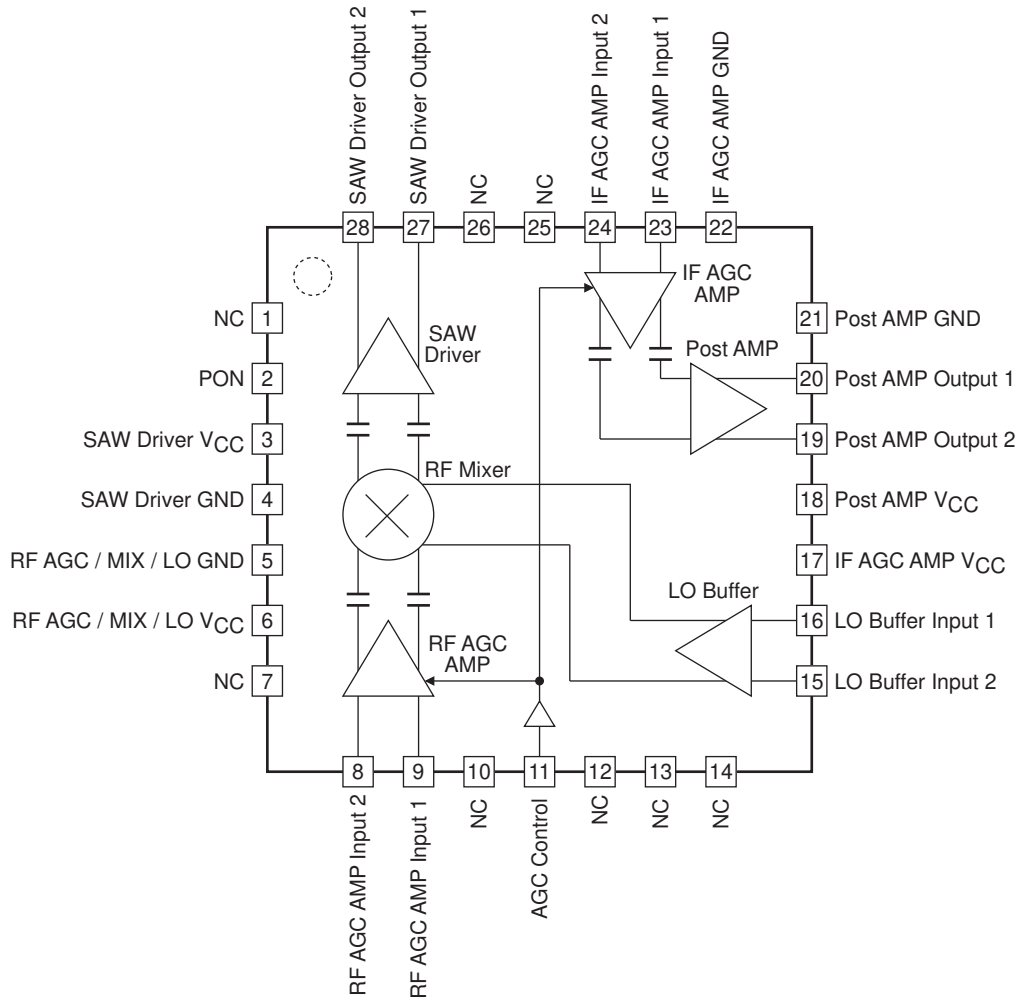 SAW Driver Output 2
SAW Driver Output 1
NC
NC
IF AGC AMP Input 2
IF AGC AMP Input 1
IF AGC AMP GND
28
27
26
25
24
23
22
NC 1
PON 2
SAW Driver VCC 3
SAW Driver GND 4
RF AGC / MIX / LO GND 5
RF AGC / MIX / LO VCC 6
NC 7
SAW
Driver
RF Mixer
RF AGC
AMP
IF AGC
AMP
Post AMP
LO Buffer
21 Post AMP GND
20 Post AMP Output 1
19 Post AMP Output 2
18 Post AMP VCC
17 IF AGC AMP VCC
16 LO Buffer Input 1
15 LO Buffer Input 2
8
9
10
11
12
13
14
RF AGC AMP Input 2
RF AGC AMP Input 1
NC
AGC Control
NC
NC
NC